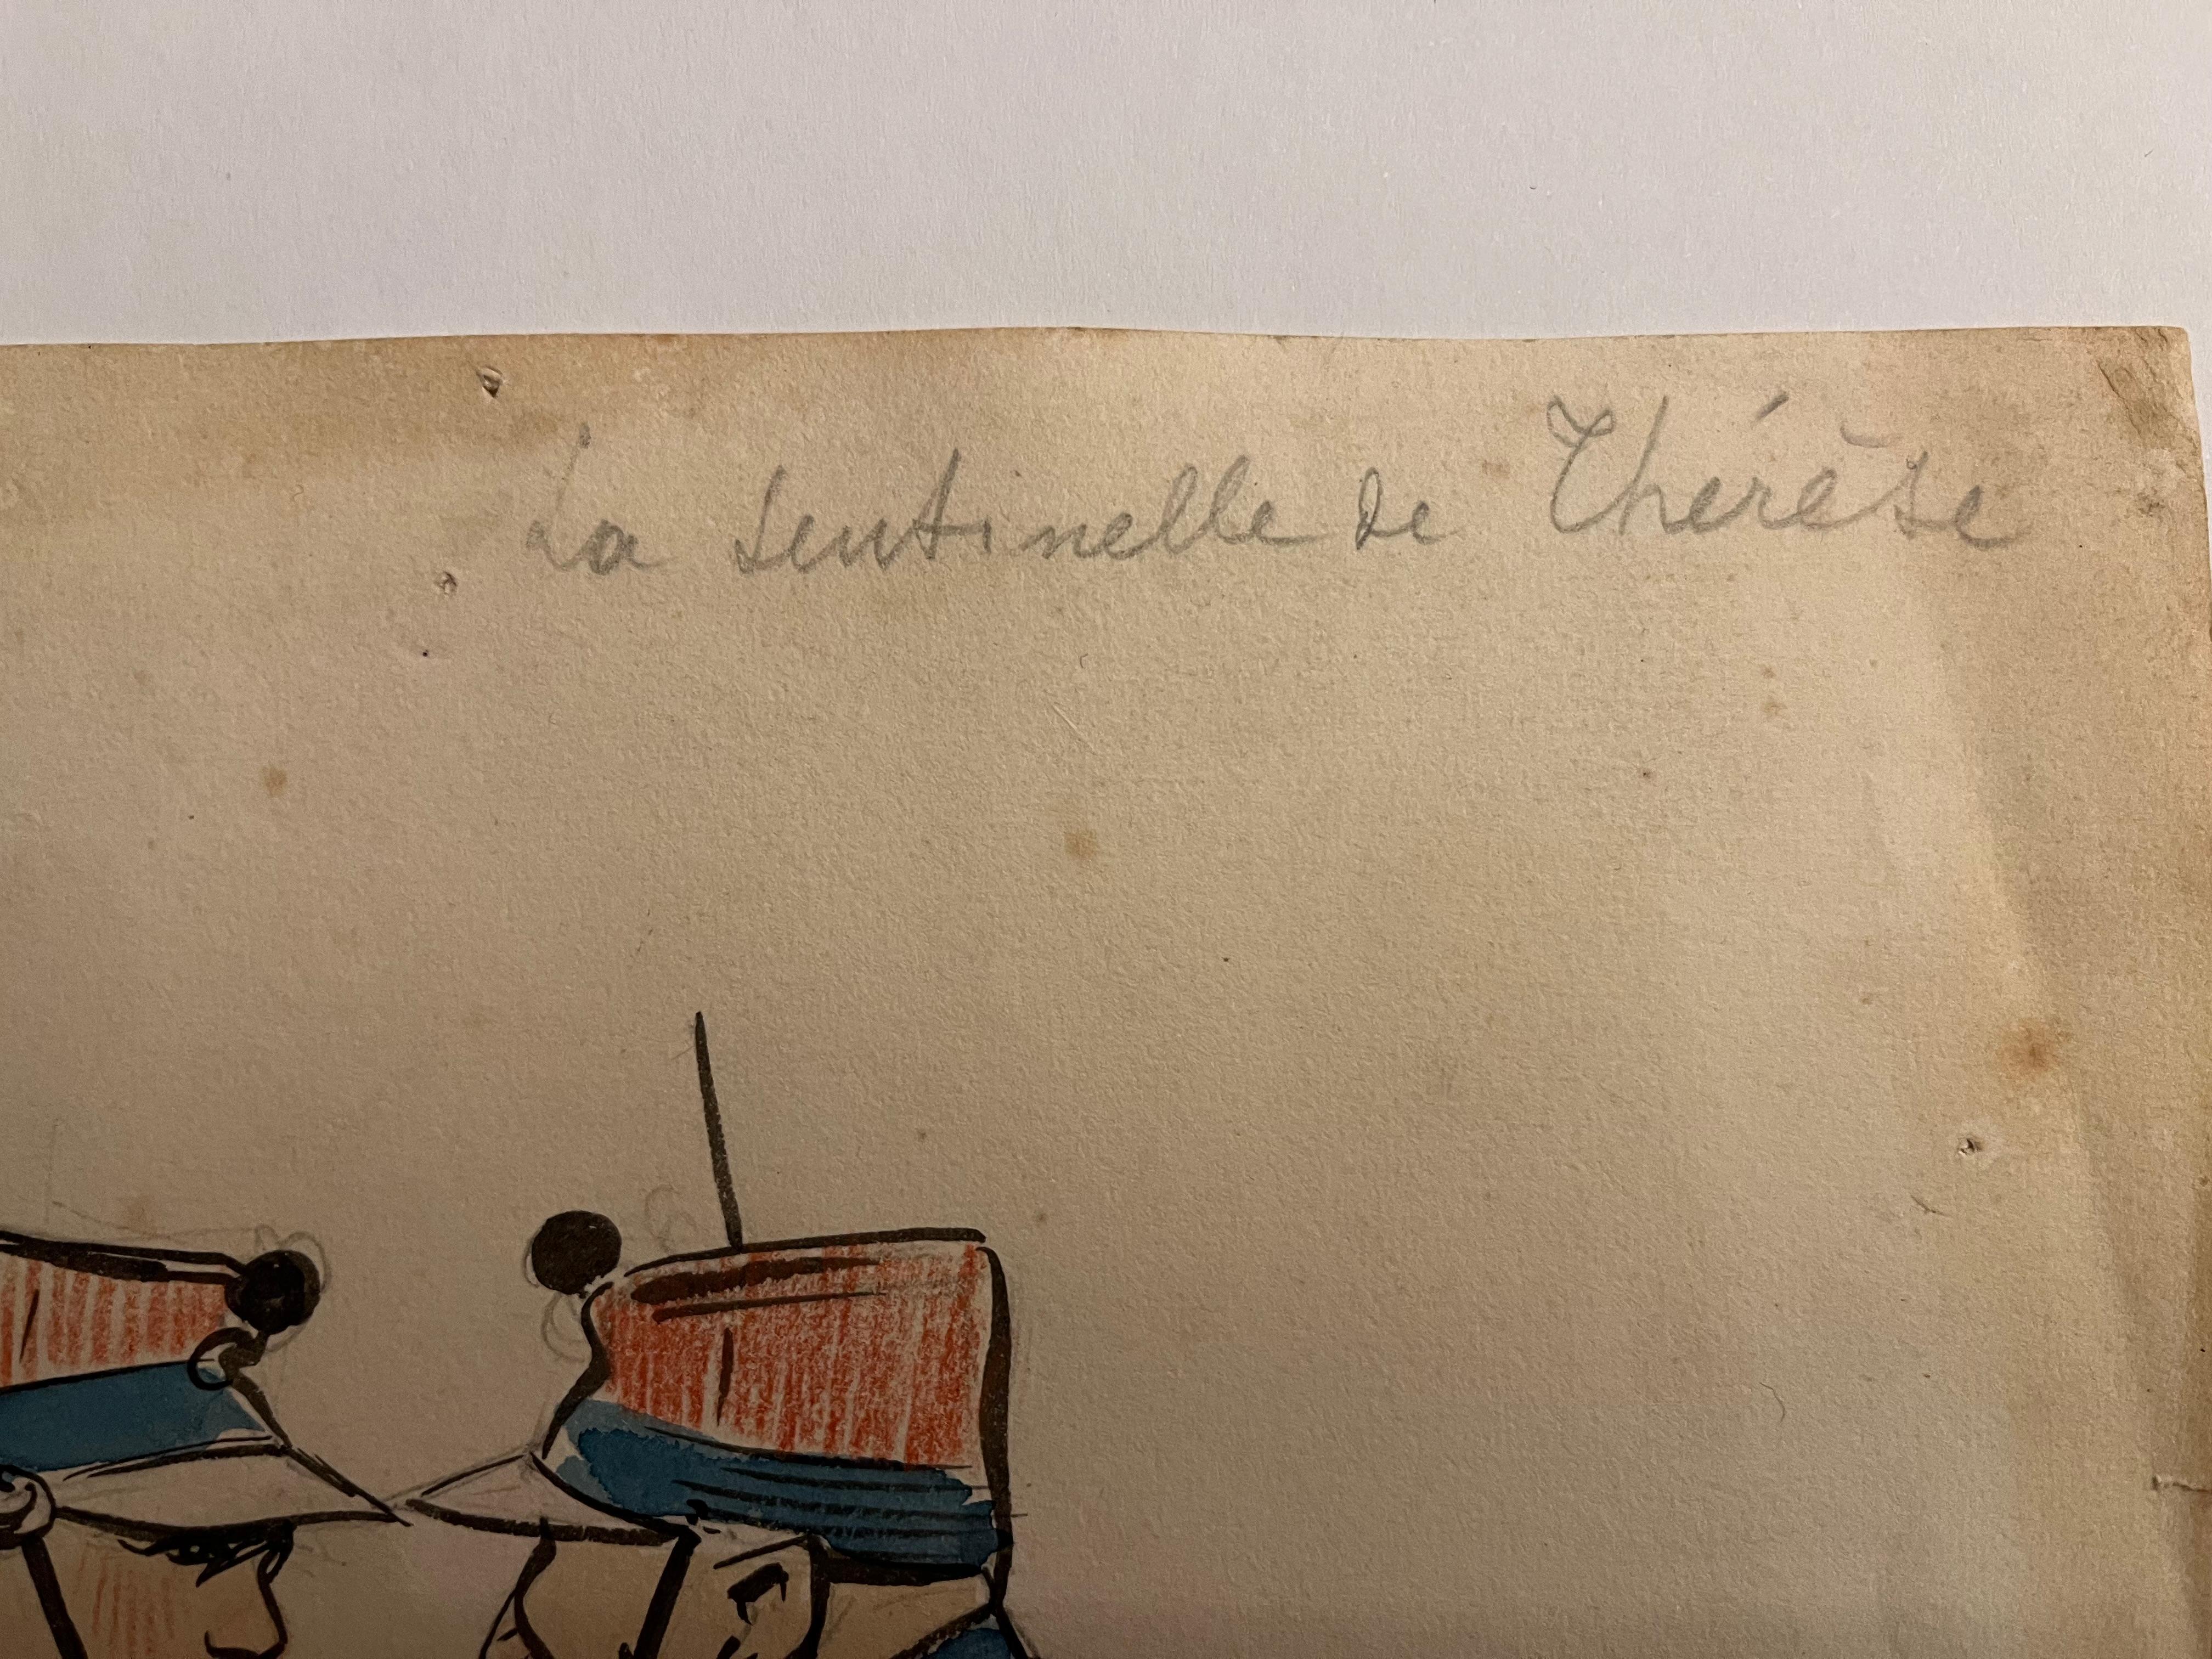 La sentinelle de Thérèse